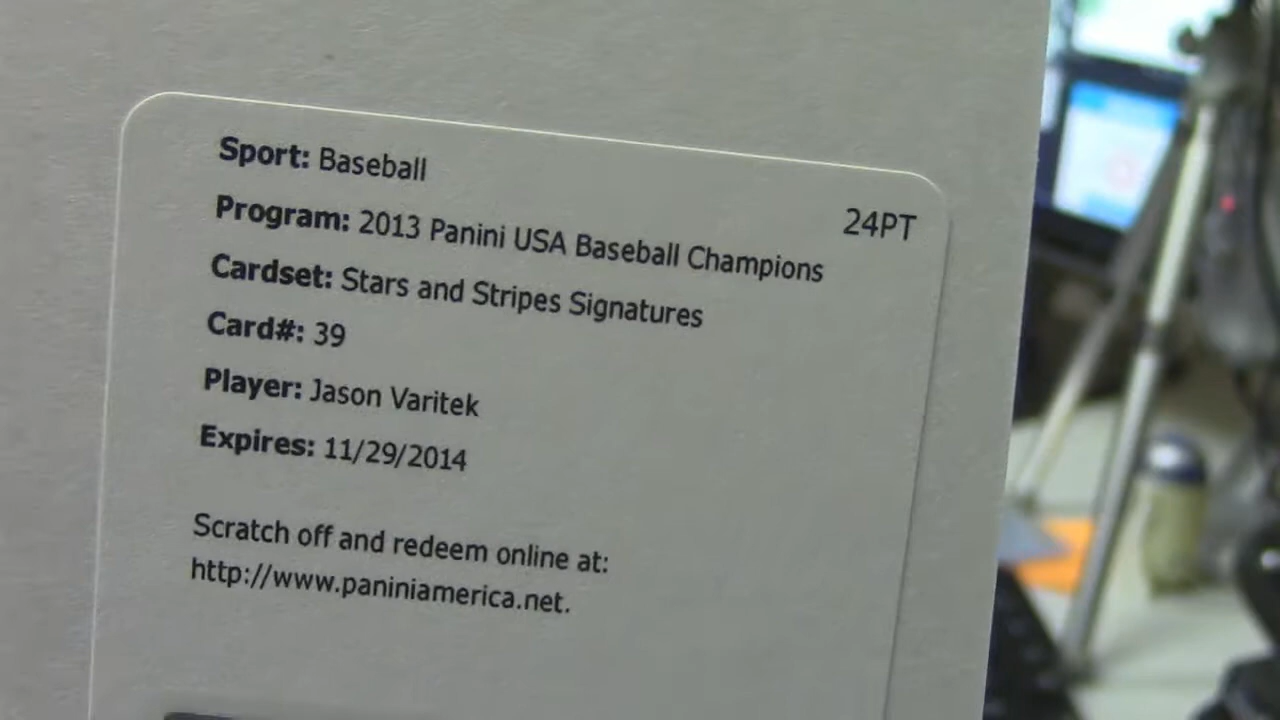 Sport: Baseball
24PT
Program: 2013 Panini USA Baseball Champions
Cardset: Stars and Stripes Signatures
Card#: 39
Player: Jason Varitek
Expires: 11/29/2014
Scratch off and redeem online at:
http://www.paniniamerica.net.